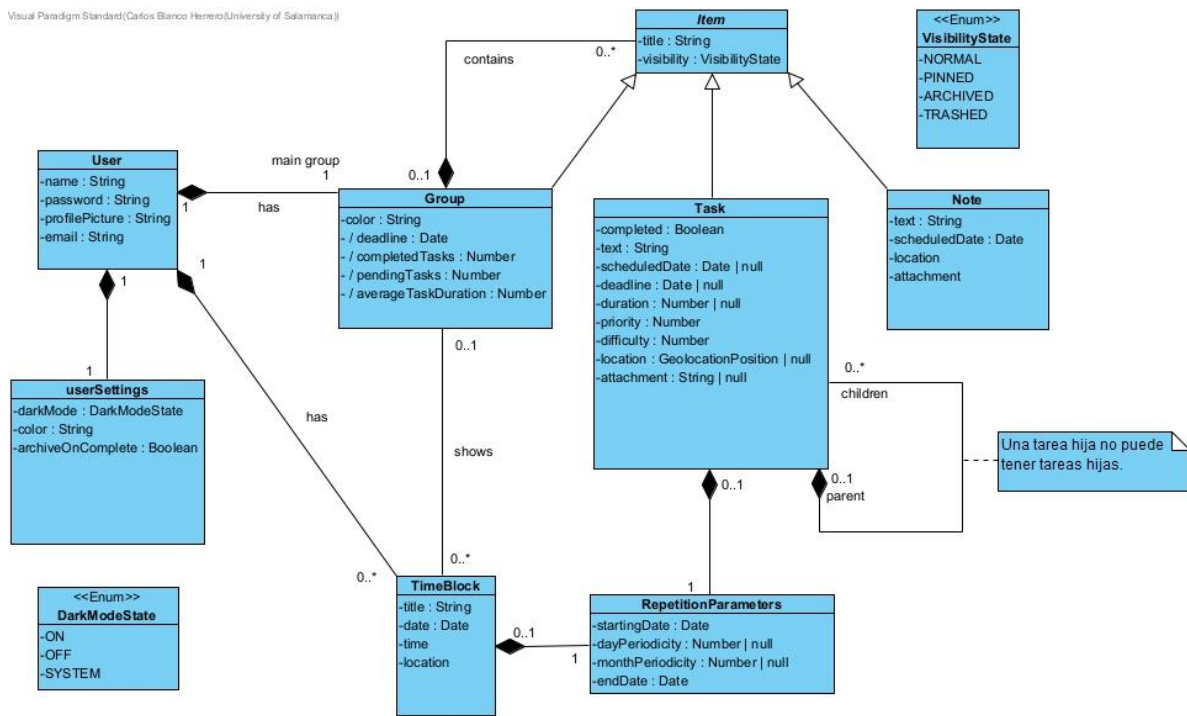 Visual Paradigm Standard(Carlos Blanco Herrero(University of Salamanca))
Item
-title : String
-visibility : VisibilityState
<<Enum>>
VisibilityState
-NORMAL
-PINNED
-ARCHIVED
-TRASHED
contains
0..*
0..1
User
-name : String
-password : String
-profilePicture : String
-email : String
main group
1
1
has
Group
-color : String
- / deadline : Date
- / completedTasks : Number
- / pendingTasks : Number
- / averageTaskDuration : Number
Task
-completed : Boolean
-text : String
-scheduledDate : Date | null
-deadline : Date | null
-duration : Number | null
-priority : Number
-difficulty : Number
-location : GeolocationPosition | null
-attachment : String | null
Note
-text : String
-scheduledDate : Date
-location
-attachment
1
1
1
userSettings
-darkMode : DarkModeState
-color : String
-archiveOnComplete : Boolean
has
0..*
0..1
shows
0..*
0..*
children
0..1
parent
Una tarea hija no puede
tener tareas hijas.
0..1
1
<<Enum>>
DarkModeState
-ON
-OFF
-SYSTEM
TimeBlock
-title : String
-date : Date
-time
-location
0..1
1
RepetitionParameters
-startingDate : Date
-dayPeriodicity : Number | null
-monthPeriodicity : Number | null
-endDate : Date